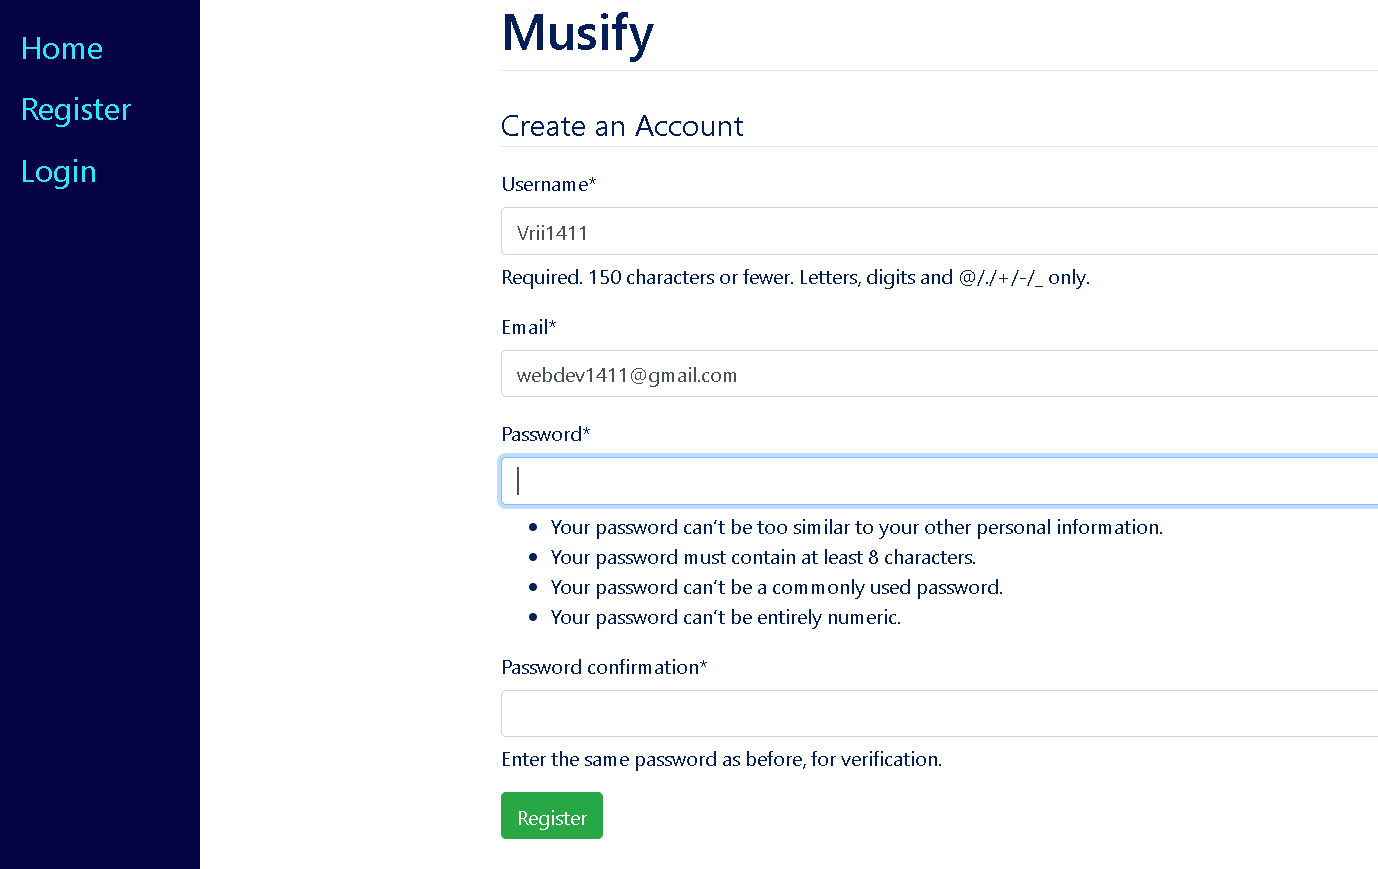 Home
Register
Login
Musify
Create an Account
Username*
Vrii1411
Required. 150 characters or fewer. Letters, digits and @/./+/-/_ only.
Email*
webdev1411@gmail.com
Password*
Your password can't be too similar to your other personal information.
Your password must contain at least 8 characters.
Your password can't be a commonly used password.
Your password can't be entirely numeric.
Password confirmation*
Enter the same password as before, for verification.
Register